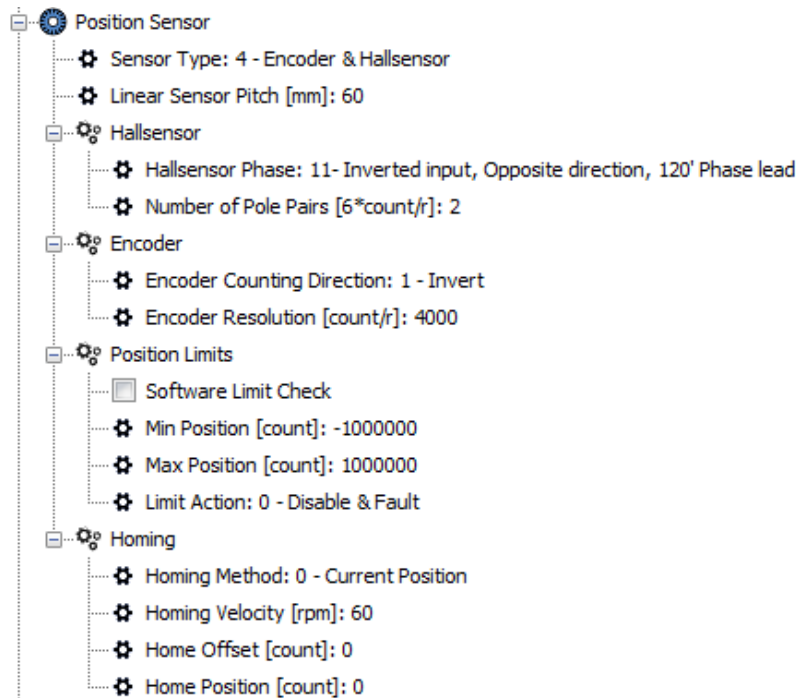 Position Sensor
Sensor Type: 4 - Encoder & Hallsensor
Linear Sensor Pitch [mm]: 60
Hallsensor
Hallsensor Phase: 11- Inverted input, Opposite direction, 120' Phase lead
Number of Pole Pairs [6*count/r]: 2
Encoder
Encoder Counting Direction: 1 - Invert
Encoder Resolution [count/r]: 4000
Position Limits
Software Limit Check
Min Position [count]: -1000000
Max Position [count]: 1000000
Limit Action: 0 - Disable & Fault
Homing
Homing Method: 0 - Current Position
Homing Velocity [rpm]: 60
Home Offset [count]: 0
Home Position [count]: 0